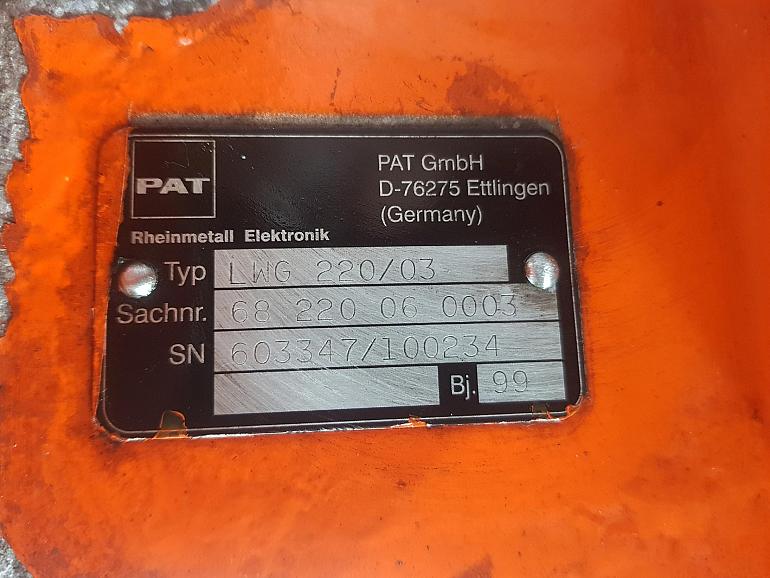 PAT
PAT GmbH
D-76275 Ettlingen
(Germany)
Rheinmetall Elektronik
Typ LWG 220/03
Sachnr. 68 220 06 0003
SN 603347/100234
Bj. 99